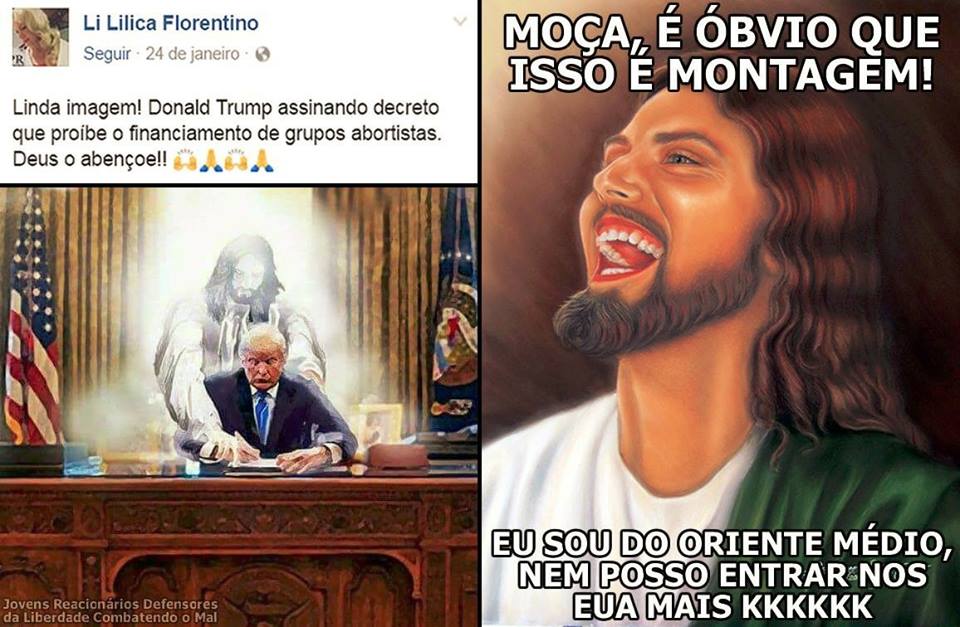 Li Lilica Florentino
Seguir · 24 de janeiro ·
Linda imagem! Donald Trump assinando decreto
que proíbe o financiamento de grupos abortistas.
Deus o abençoe!! 🙌🙏🙌🙏
Jovens Reacionários Defensores
da Liberdade Combatendo o Mal
MOÇA, É ÓBVIO QUE
ISSO É MONTAGEM!
EU SOU DO ORIENTE MÉDIO,
NEM POSSO ENTRAR NOS
EUA MAIS KKKKKK